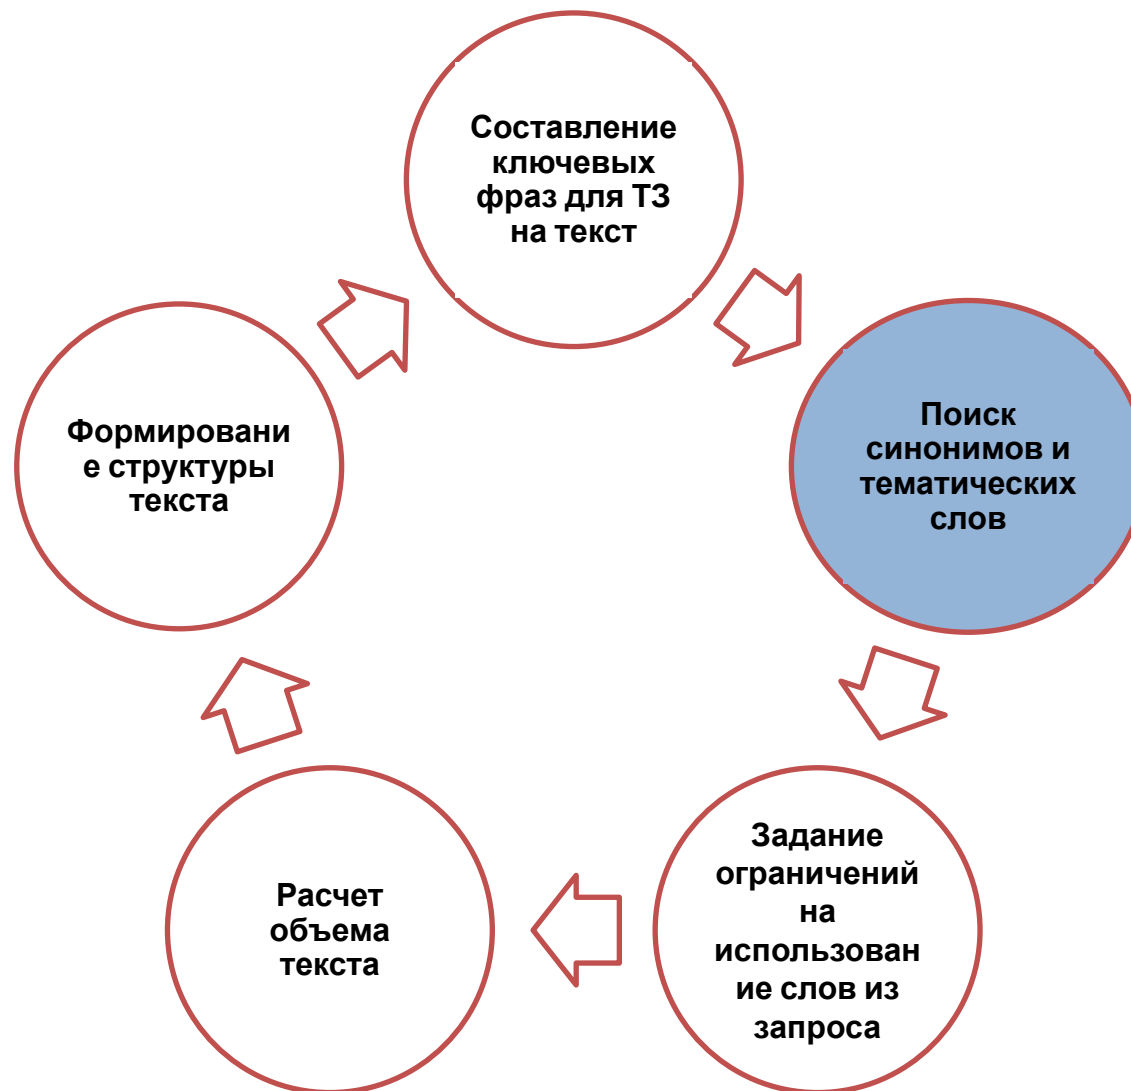 Составление
ключевых
фраз для ТЗ
на текст
Поиск
синонимов и
тематических
слов
Задание
ограничений
на
использован
ие слов из
запроса
Расчет
объема
текста
Формировани
е структуры
текста